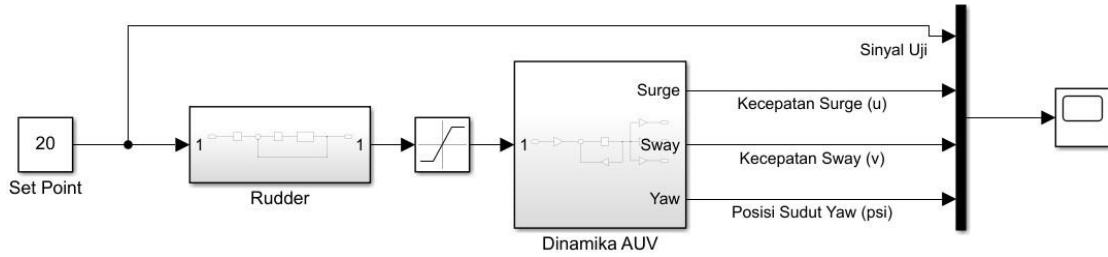 Sinyal Uji
Surge
Kecepatan Surge (u)
20
1
1
1
Sway
Kecepatan Sway (v)
Set Point
Rudder
Yaw
Posisi Sudut Yaw (psi)
Dinamika AUV